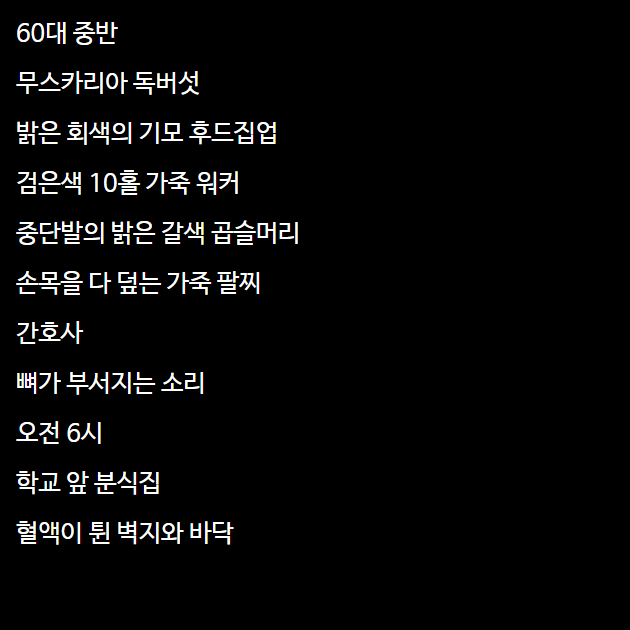 60대 중반
무스카리아 독버섯
밝은 회색의 기모 후드집업
검은색 10홀 가죽 워커
중단발의 밝은 갈색 곱슬머리
손목을 다 덮는 가죽 팔찌
간호사
뼈가 부서지는 소리
오전 6시
학교 앞 분식집
혈액이 튄 벽지와 바닥